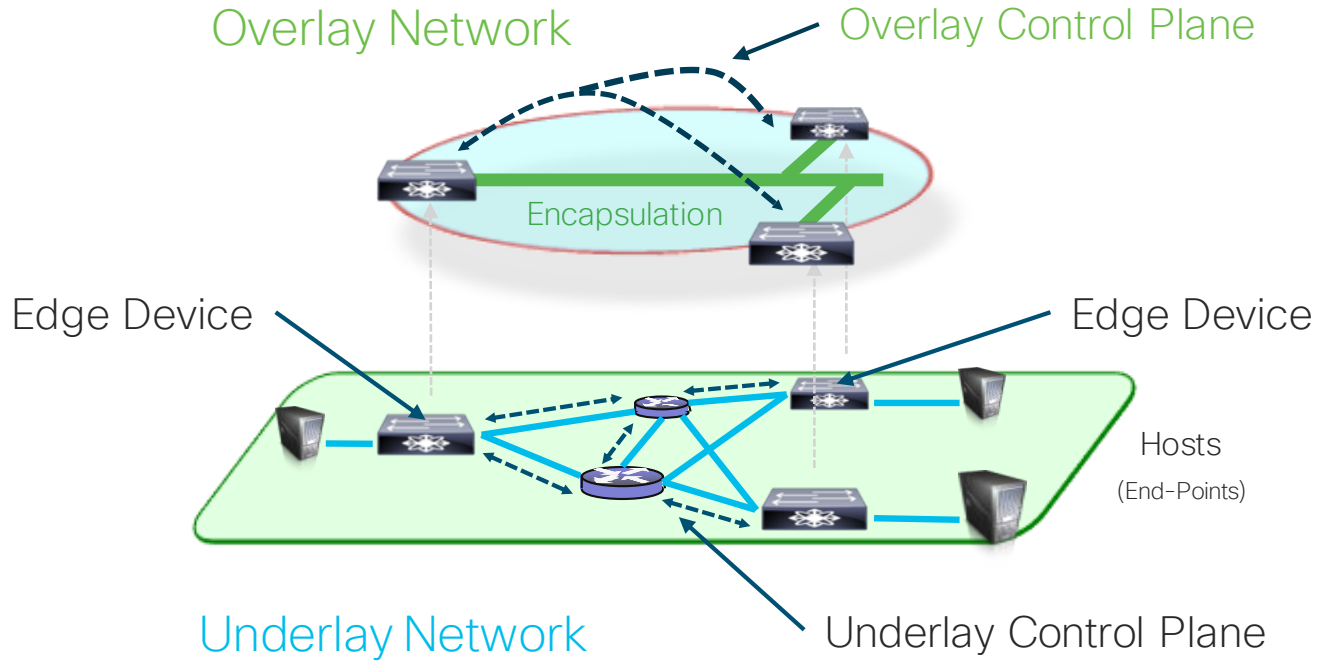 Overlay Network
Overlay Control Plane
Encapsulation
Edge Device
Edge Device
Hosts
(End-Points)
Underlay Network
Underlay Control Plane